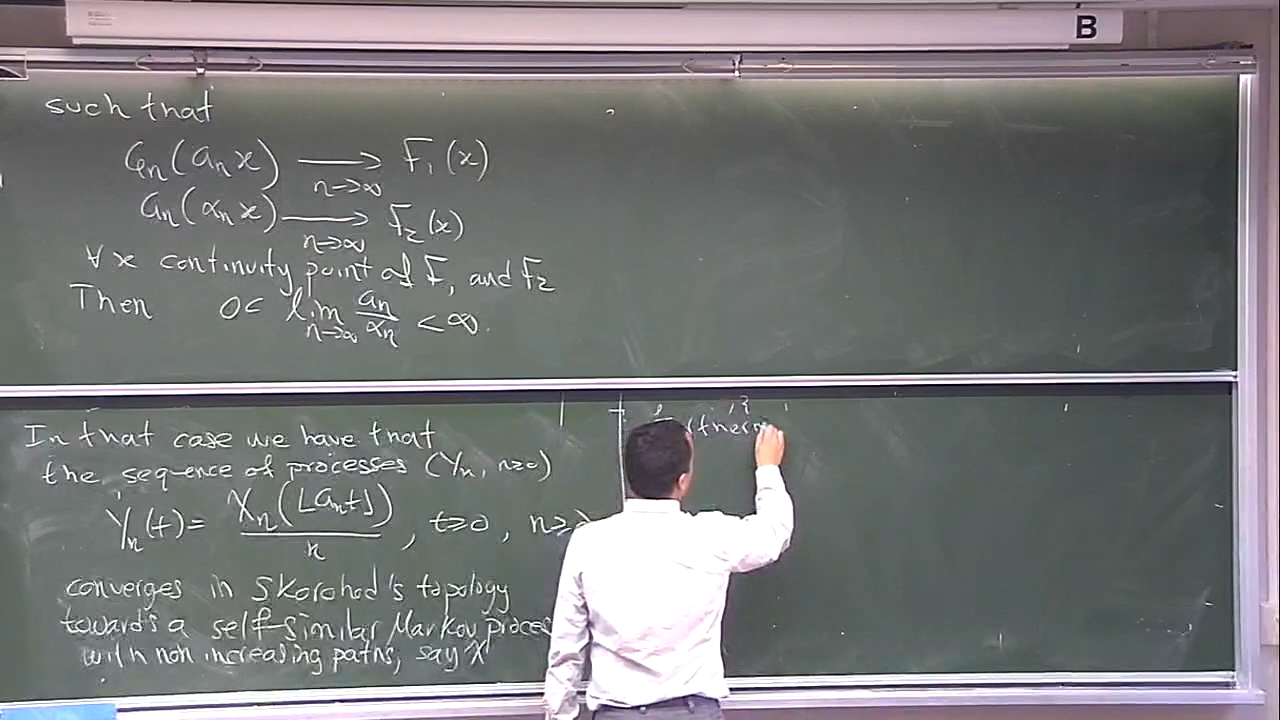 B
such that
Gn(anx) ⟶ F1(x)
n→∞
Gn(αnx) ⟶ F2(x)
n→∞
∀x continuity point of F1 and F2
Then 0< lim an/αn < ∞.
n→∞
In that case we have that
the sequence of processes (Yn, n≥0)
Yn(t) = Xn(⌊ant⌋)/n, t≥0, n≥
converges in Skorohod's topology
towards a self-similar Markov proces
with non increasing paths, say X